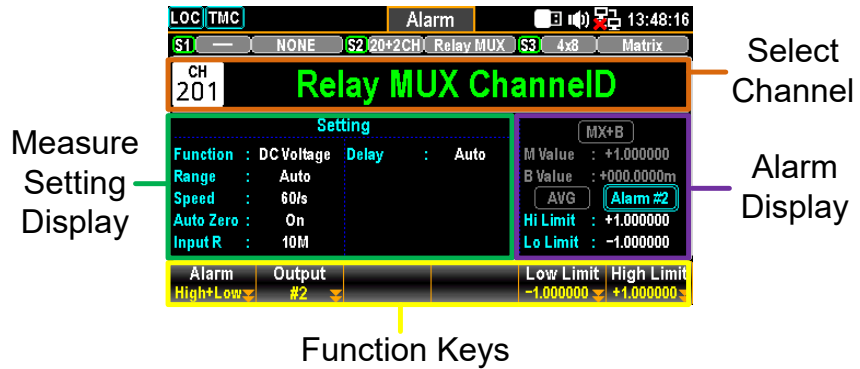 LOC TMC Alarm 13:48:16
S1 — NONE S2 20+2CH Relay MUX S3 4x8 Matrix
Select
Channel
CH
201
Relay MUX ChannelD
Measure
Setting
Display
Setting
Function : DC Voltage Delay : Auto
Range : Auto
Speed : 60/s
Auto Zero : On
Input R : 10M
MX+B
M Value : +1.000000
B Value : +000.0000m
AVG Alarm #2
Hi Limit : +1.000000
Lo Limit : -1.000000
Alarm
Display
Alarm Output Low Limit High Limit
High+Low #2 -1.000000 +1.000000
Function Keys